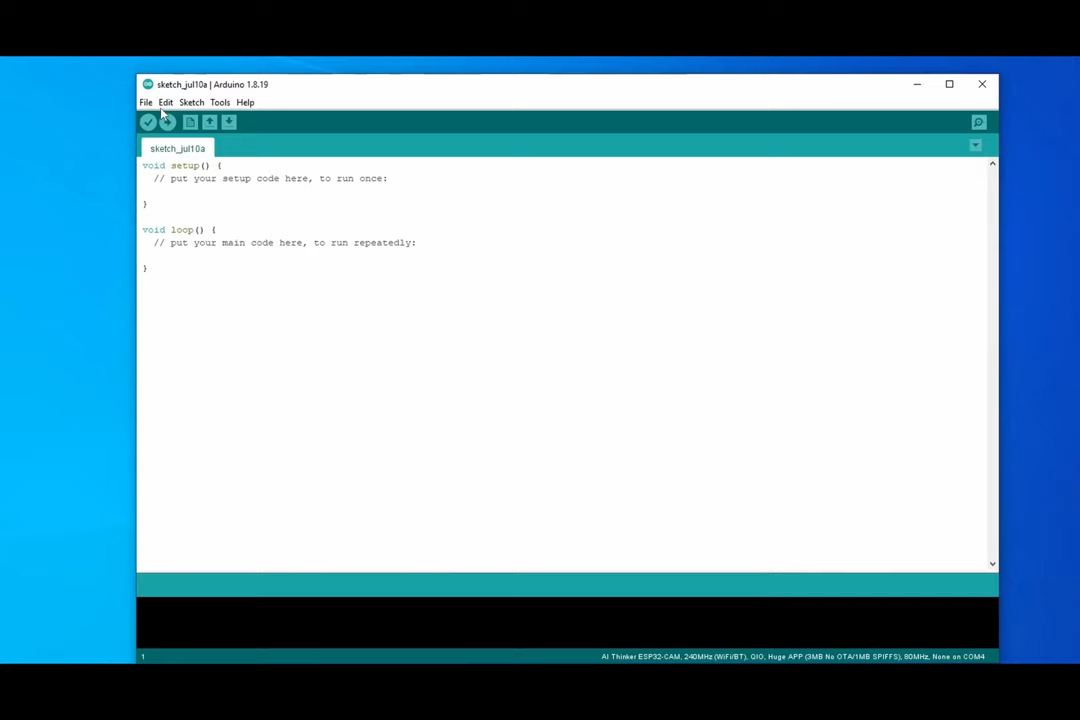 sketch_jul10a | Arduino 1.8.19
File Edit Sketch Tools Help
sketch_jul10a
void setup() {
// put your setup code here, to run once:
}
void loop() {
// put your main code here, to run repeatedly:
}
1
AI Thinker ESP32-CAM, 240MHz (WiFi/BT), QIO, Huge APP (3MB No OTA/1MB SPIFFS), 80MHz, None on COM4